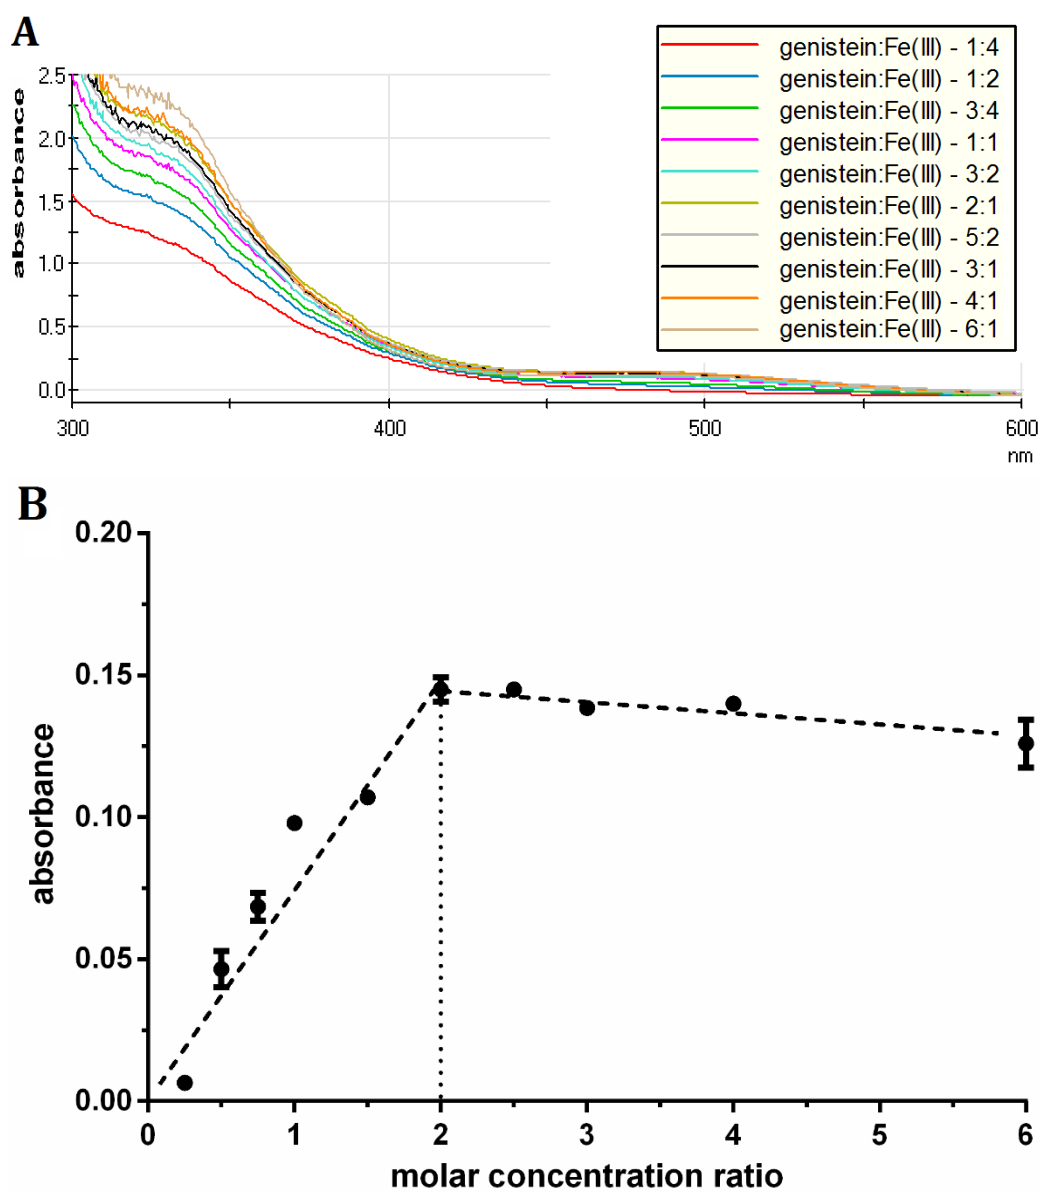 A
absorbance
2.5
2.0
1.5
1.0
0.5
0.0
300
400
500
600
nm
genistein:Fe(III) - 1:4
genistein:Fe(III) - 1:2
genistein:Fe(III) - 3:4
genistein:Fe(III) - 1:1
genistein:Fe(III) - 3:2
genistein:Fe(III) - 2:1
genistein:Fe(III) - 5:2
genistein:Fe(III) - 3:1
genistein:Fe(III) - 4:1
genistein:Fe(III) - 6:1
B
absorbance
0.20
0.15
0.10
0.05
0.00
0
1
2
3
4
5
6
molar concentration ratio